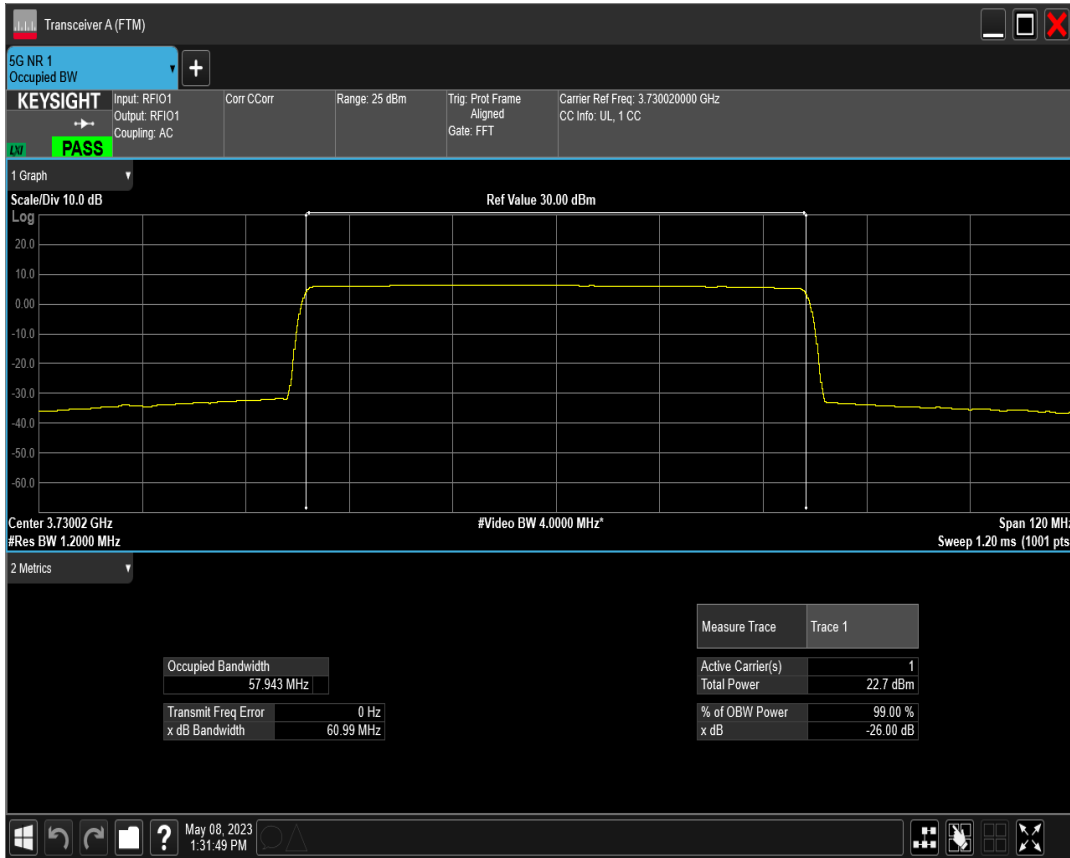 Transceiver A (FTM)
5G NR 1
Occupied BW
+
KEYSIGHT
LXI
PASS
Input: RFIO1
Output: RFIO1
Coupling: AC
Corr CCorr
Range: 25 dBm
Trig: Prot Frame
Aligned
Gate: FFT
Carrier Ref Freq: 3.730020000 GHz
CC Info: UL, 1 CC
1 Graph
Scale/Div 10.0 dB
Ref Value 30.00 dBm
Log
20.0
10.0
0.00
-10.0
-20.0
-30.0
-40.0
-50.0
-60.0
Center 3.73002 GHz
#Video BW 4.0000 MHz*
Span 120 MHz
#Res BW 1.2000 MHz
Sweep 1.20 ms (1001 pts
2 Metrics
Measure Trace Trace 1
Occupied Bandwidth
57.943 MHz
Active Carrier(s) 1
Total Power 22.7 dBm
Transmit Freq Error 0 Hz
x dB Bandwidth 60.99 MHz
% of OBW Power 99.00 %
x dB -26.00 dB
?
May 08, 2023
1:31:49 PM